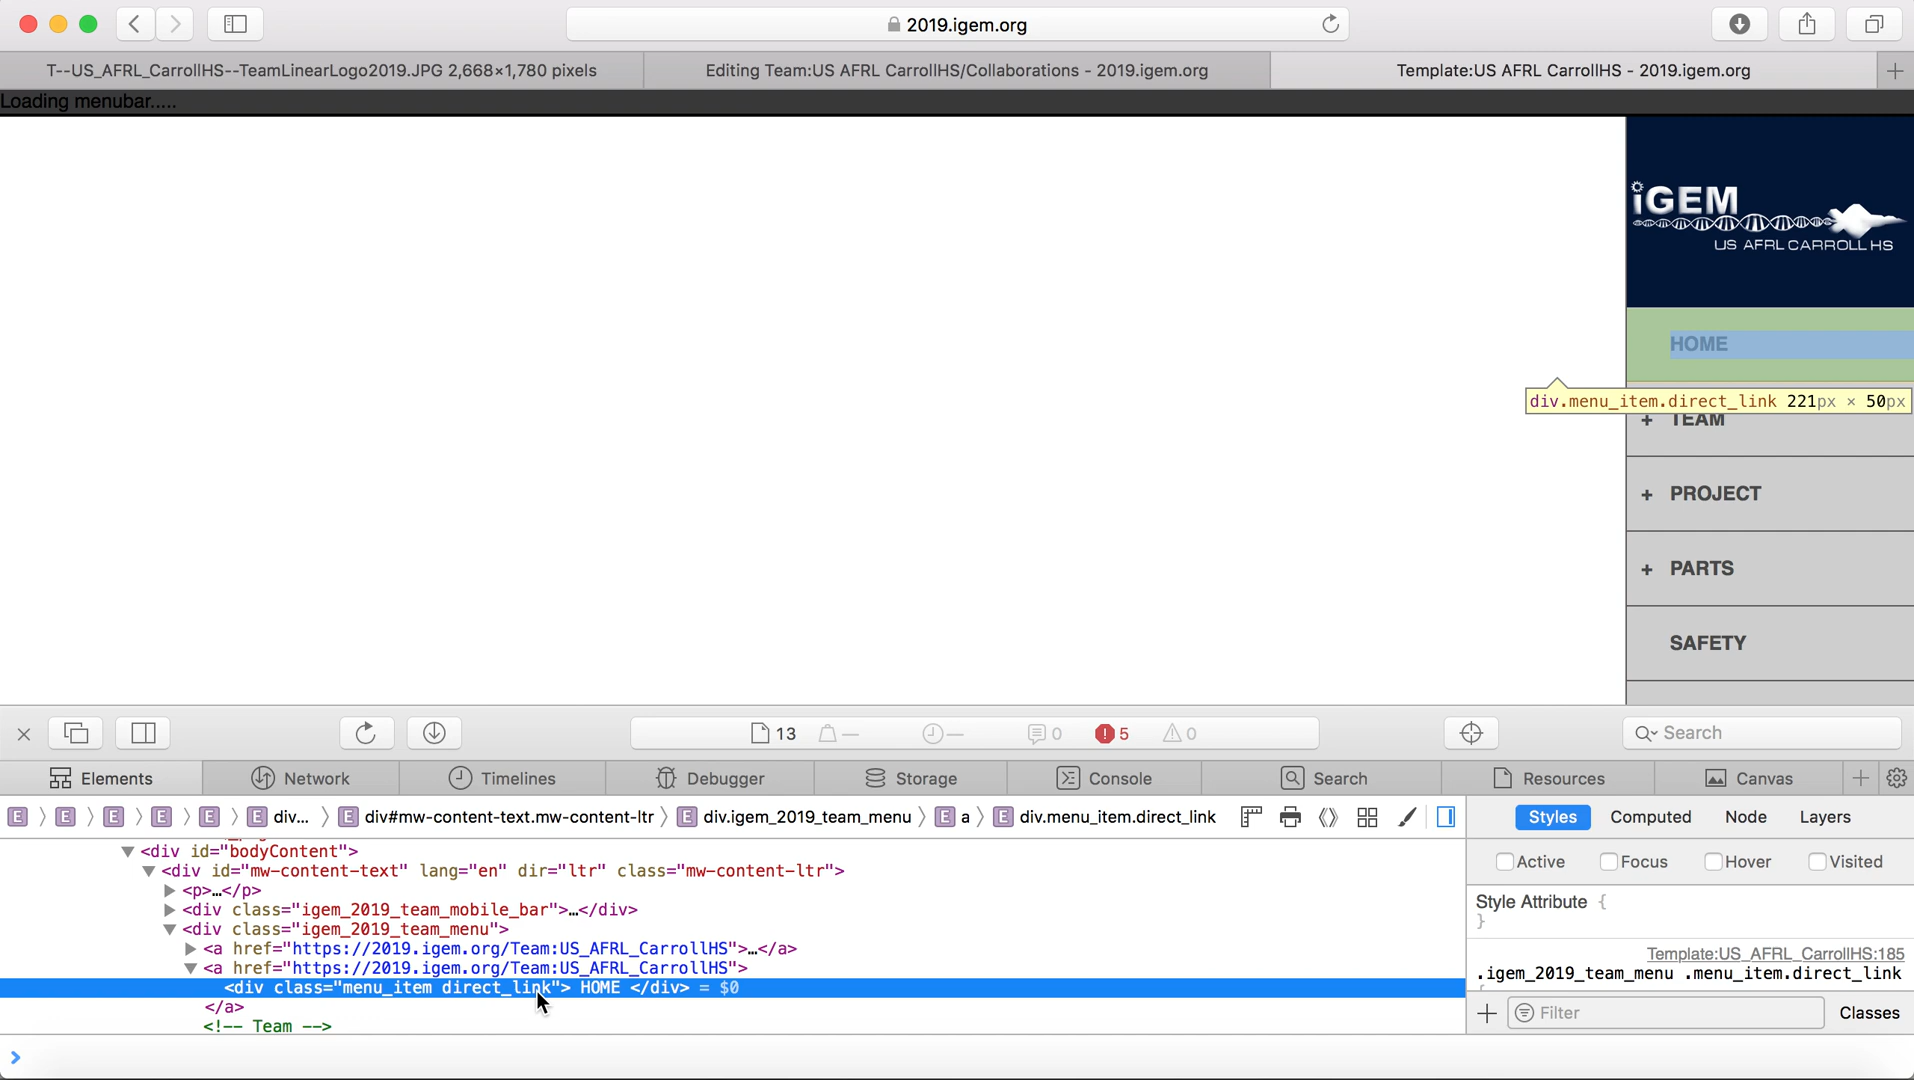 2019.igem.org
T--US_AFRL_CarrollHS--TeamLinearLogo2019.JPG 2,668×1,780 pixels
Editing Team:US AFRL CarrollHS/Collaborations - 2019.igem.org
Template:US AFRL CarrollHS - 2019.igem.org
Loading menubar.....
iGEM
US AFRL CARROLL HS
HOME
div.menu_item.direct_link 221px × 50px
+ TEAM
+ PROJECT
+ PARTS
SAFETY
13
—
—
0
5
0
Search
Elements
Network
Timelines
Debugger
Storage
Console
Search
Resources
Canvas
E E E E E E div... E div#mw-content-text.mw-content-ltr E div.igem_2019_team_menu E a E div.menu_item.direct_link
Styles
Computed
Node
Layers
<div id="bodyContent">
<div id="mw-content-text" lang="en" dir="ltr" class="mw-content-ltr">
<p>…</p>
<div class="igem_2019_team_mobile_bar">…</div>
<div class="igem_2019_team_menu">
<a href="https://2019.igem.org/Team:US_AFRL_CarrollHS">…</a>
<a href="https://2019.igem.org/Team:US_AFRL_CarrollHS">
<div class="menu_item direct_link"> HOME </div> = $0
</a>
<!-- Team -->
Active
Focus
Hover
Visited
Style Attribute {
}
Template:US_AFRL_CarrollHS:185
.igem_2019_team_menu .menu_item.direct_link
Filter
Classes